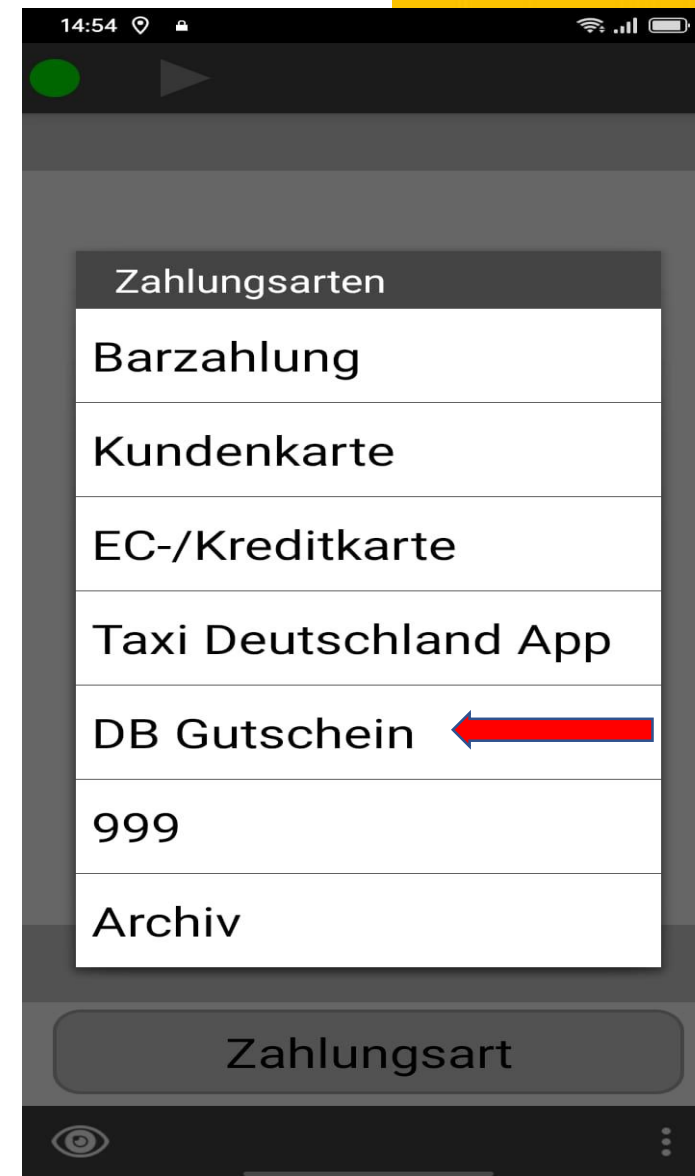 14:54
Zahlungsarten
Barzahlung
Kundenkarte
EC-/Kreditkarte
Taxi Deutschland App
DB Gutschein
999
Archiv
Zahlungsart